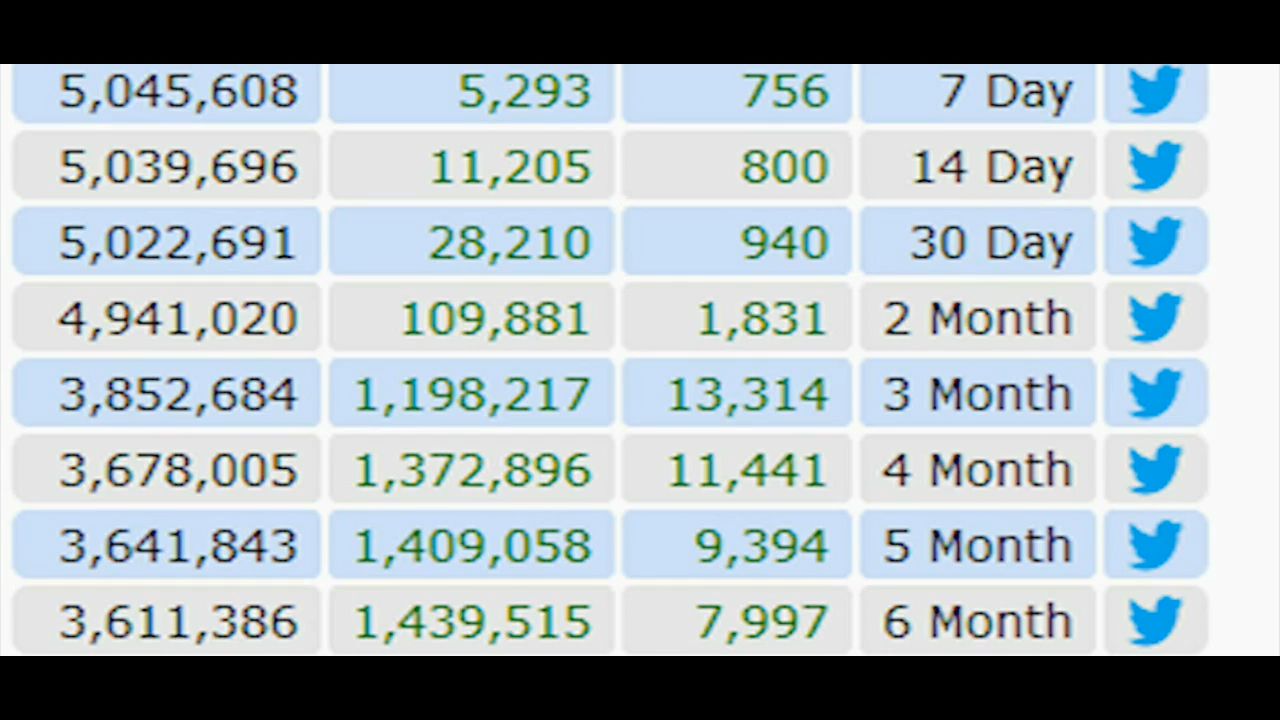 5,045,608 5,293 756 7 Day
5,039,696 11,205 800 14 Day
5,022,691 28,210 940 30 Day
4,941,020 109,881 1,831 2 Month
3,852,684 1,198,217 13,314 3 Month
3,678,005 1,372,896 11,441 4 Month
3,641,843 1,409,058 9,394 5 Month
3,611,386 1,439,515 7,997 6 Month